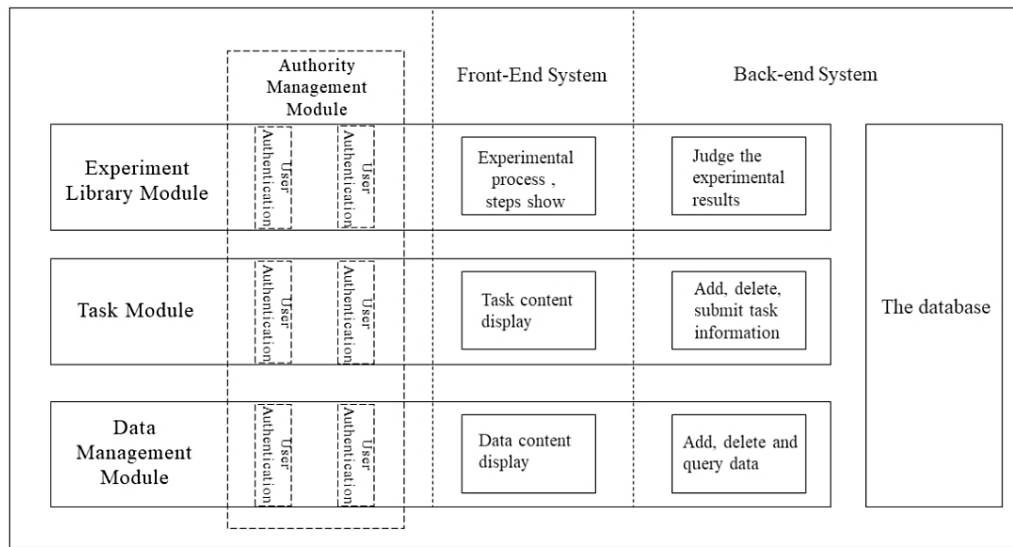 Authority
Management
Module
Front-End System
Back-end System
Experiment
Library Module
User
Authentication
User
Authentication
Experimental
process ,
steps show
Judge the
experimental
results
Task Module
User
Authentication
User
Authentication
Task content
display
Add, delete,
submit task
information
The database
Data
Management
Module
User
Authentication
User
Authentication
Data content
display
Add, delete and
query data